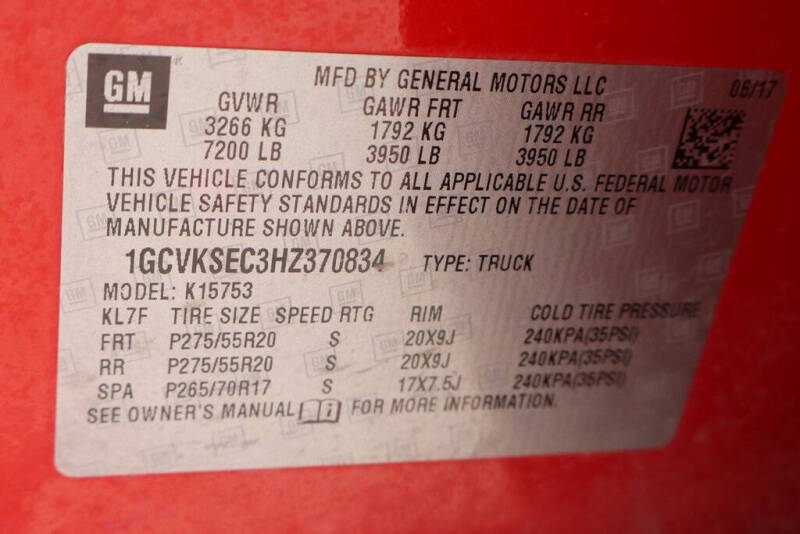 GM
MFD BY GENERAL MOTORS LLC
06/17
GVWR GAWR FRT GAWR RR
3266 KG 1792 KG 1792 KG
7200 LB 3950 LB 3950 LB
THIS VEHICLE CONFORMS TO ALL APPLICABLE U.S. FEDERAL MOTOR
VEHICLE SAFETY STANDARDS IN EFFECT ON THE DATE OF
MANUFACTURE SHOWN ABOVE.
1GCVKSEC3HZ370834 TYPE: TRUCK
MODEL: K15753
KL7F TIRE SIZE SPEED RTG RIM COLD TIRE PRESSURE
FRT P275/55R20 S 20X9J 240KPA(35PSI)
RR P275/55R20 S 20X9J 240KPA(35PSI)
SPA P265/70R17 S 17X7.5J 240KPA(35PSI)
SEE OWNER'S MANUAL i FOR MORE INFORMATION.